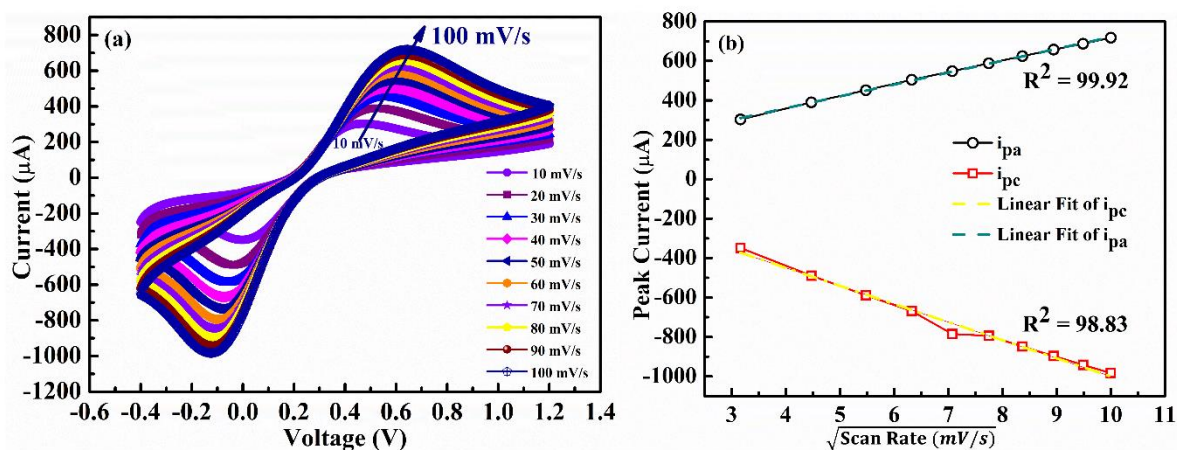 (a)
100 mV/s
10 mV/s
10 mV/s
20 mV/s
30 mV/s
40 mV/s
50 mV/s
60 mV/s
70 mV/s
80 mV/s
90 mV/s
100 mV/s
Current (μA)
800
600
400
200
0
-200
-400
-600
-800
-1000
-1200
-0.6 -0.4 -0.2 0.0 0.2 0.4 0.6 0.8 1.0 1.2 1.4
Voltage (V)
(b)
R² = 99.92
ipa
ipc
Linear Fit of ipc
Linear Fit of ipa
R² = 98.83
Peak Current (μA)
800
600
400
200
0
-200
-400
-600
-800
-1000
3 4 5 6 7 8 9 10 11
√Scan Rate (mV/s)